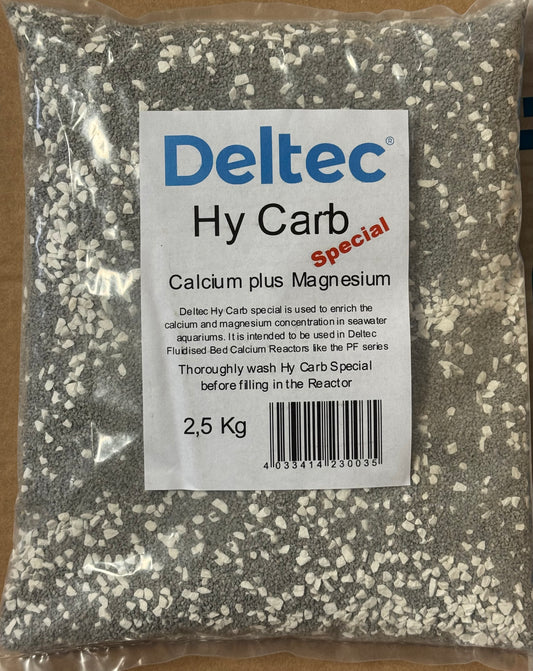 Deltec®
Hy Carb
Special
Calcium plus Magnesium
Deltec Hy Carb special is used to enrich the
calcium and magnesium concentration in seawater
aquariums. It is intended to be used in Deltec
Fluidised Bed Calcium Reactors like the PF series
Thoroughly wash Hy Carb Special
before filling in the Reactor
2,5 Kg
4 033414 230035